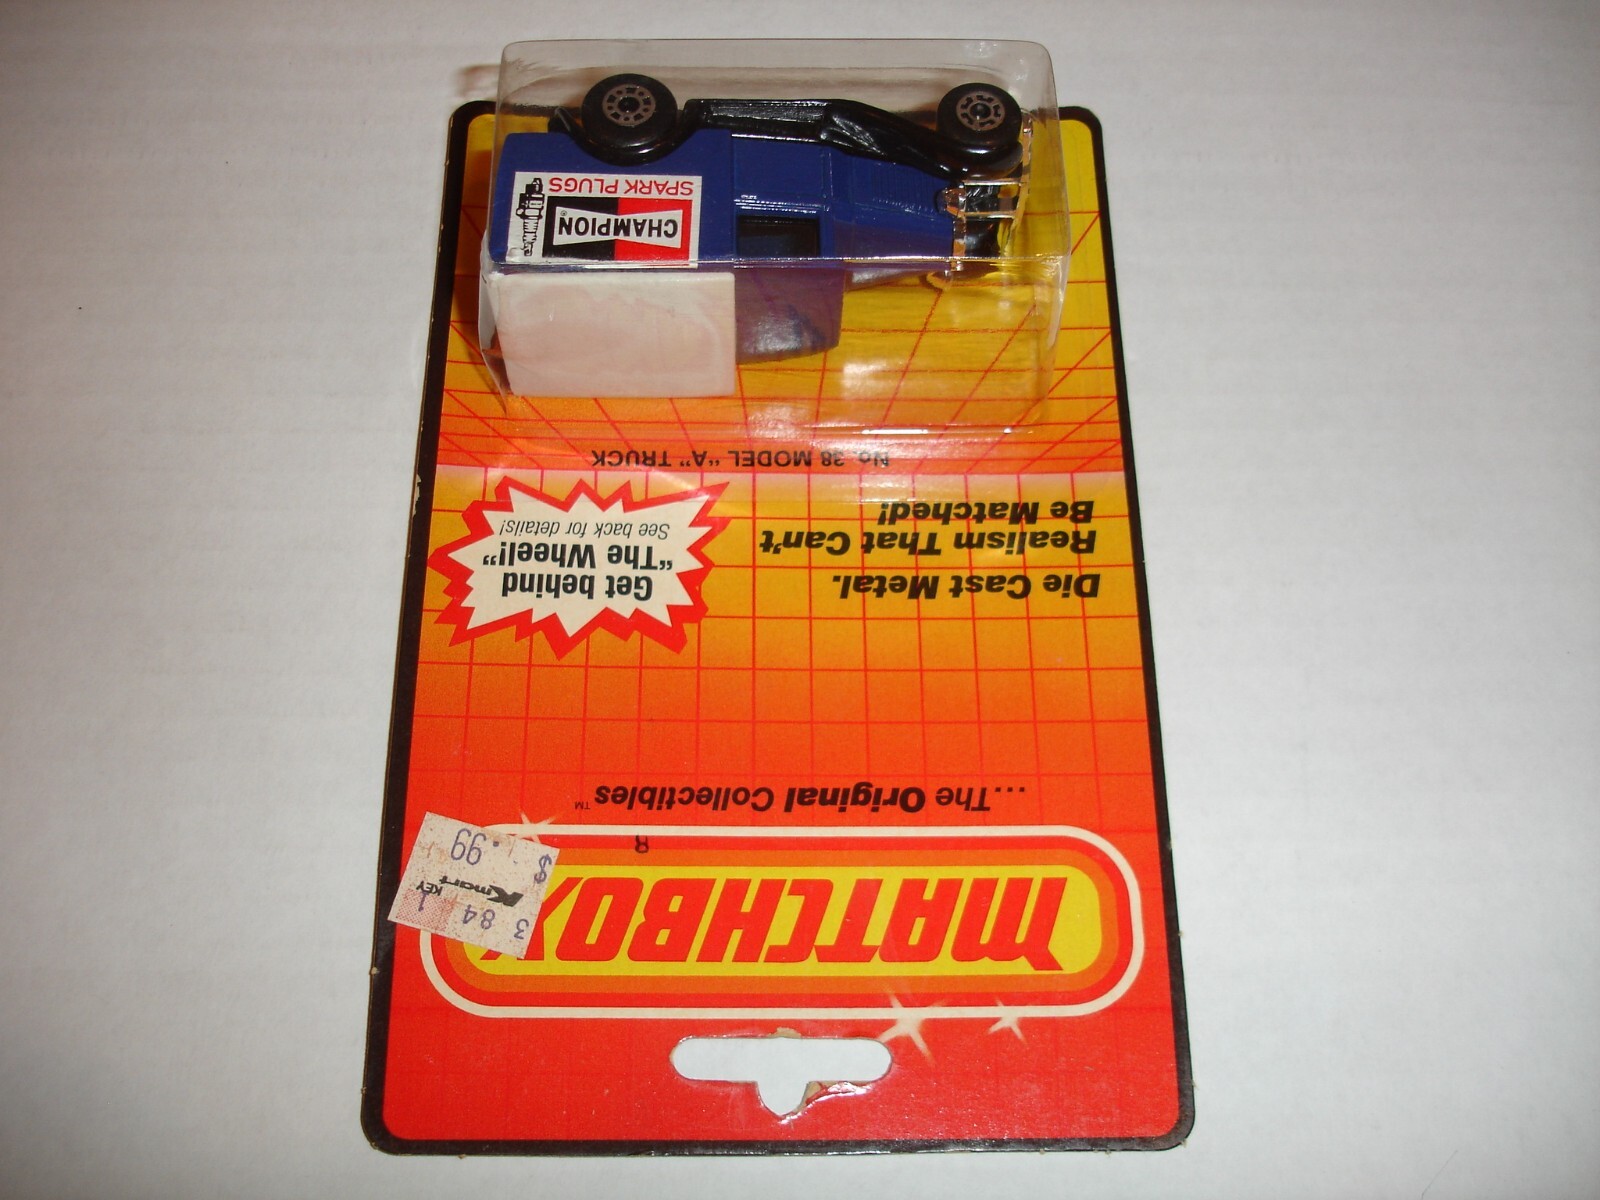 MATCHBOX
R
...The Original Collectibles™
3 84 1
Kmart KEY
$ .99
Die Cast Metal.
Realism That Can't
Be Matched!
Get behind
"The Wheel!"
See back for details!
No. 38 MODEL "A" TRUCK
CHAMPION®
SPARK PLUGS